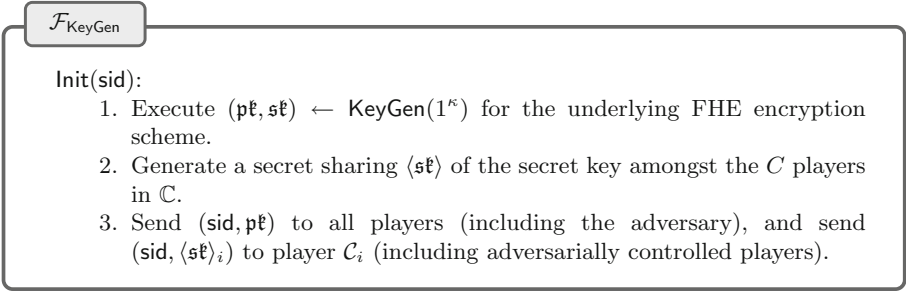 𝓕KeyGen
Init(sid):
1. Execute (𝔭𝔨, 𝔰𝔨) ← KeyGen(1^κ) for the underlying FHE encryption
scheme.
2. Generate a secret sharing ⟨𝔰𝔨⟩ of the secret key amongst the C players
in ℂ.
3. Send (sid, 𝔭𝔨) to all players (including the adversary), and send
(sid, ⟨𝔰𝔨⟩ᵢ) to player 𝒞ᵢ (including adversarially controlled players).